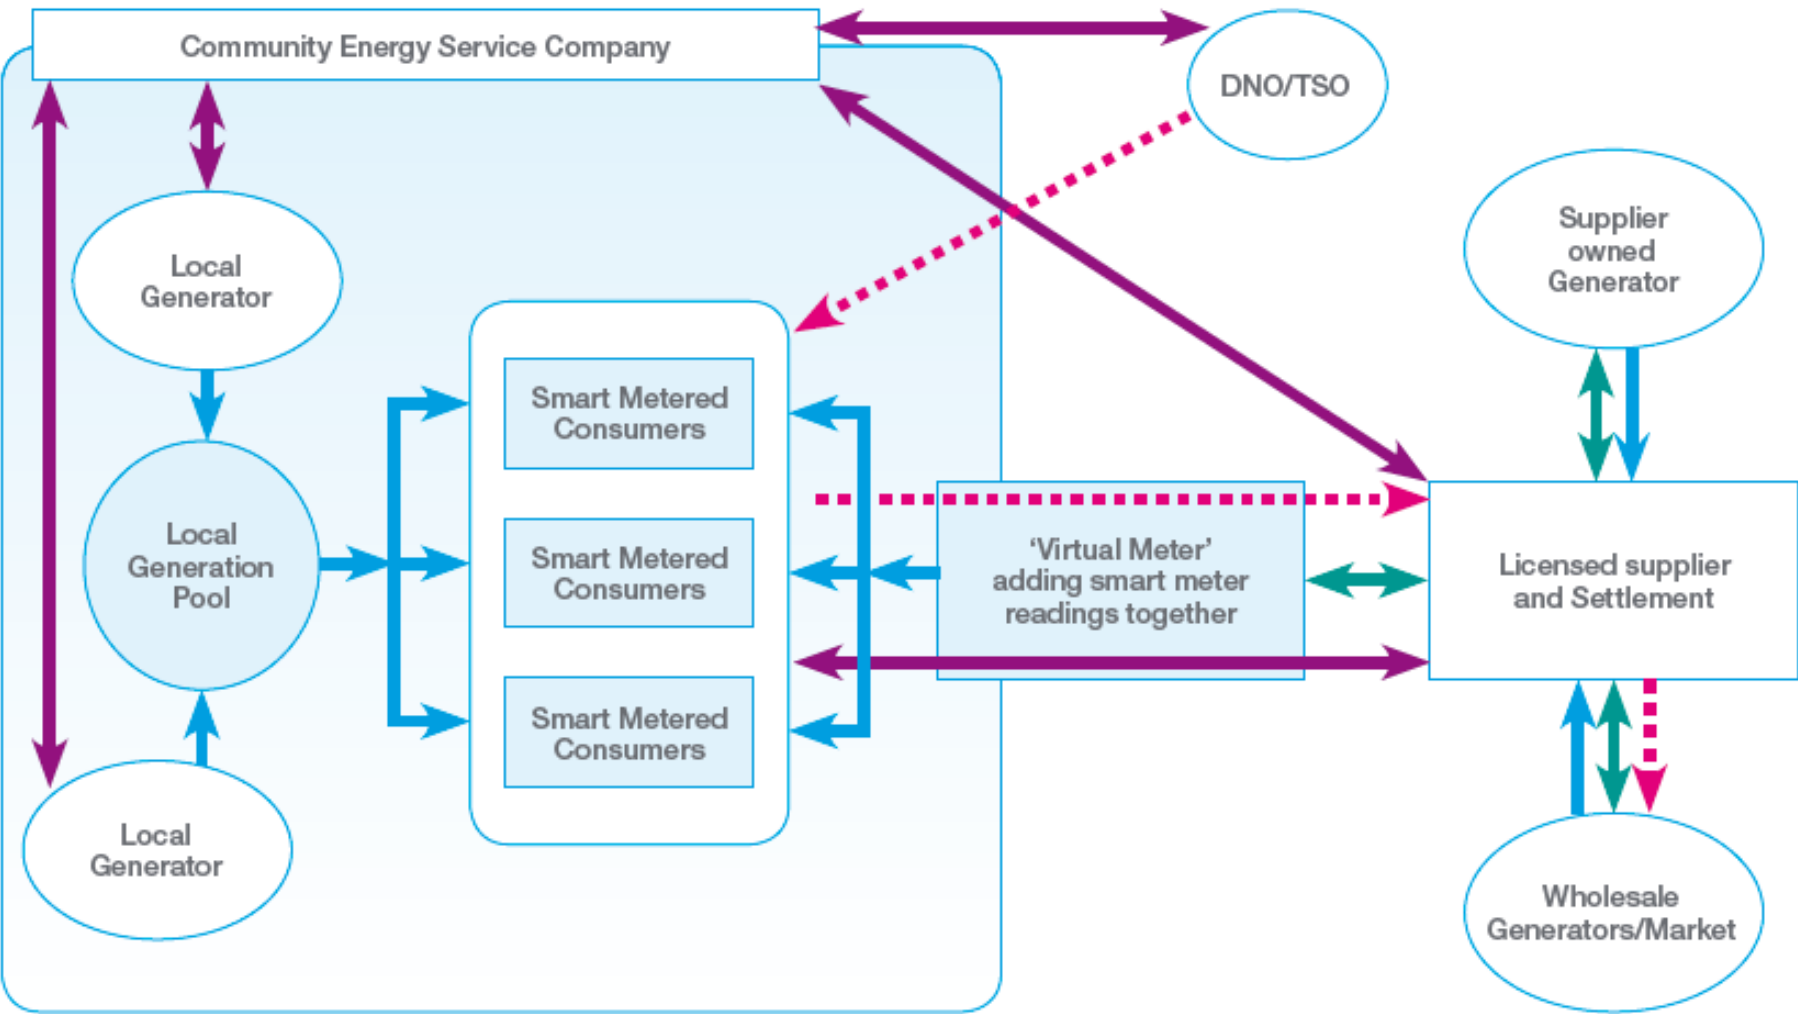 Community Energy Service Company
DNO/TSO
Supplier
owned
Generator
Local
Generator
Smart Metered
Consumers
Local
Generation
Pool
Smart Metered
Consumers
‘Virtual Meter’
adding smart meter
readings together
Licensed supplier
and Settlement
Smart Metered
Consumers
Local
Generator
Wholesale
Generators/Market